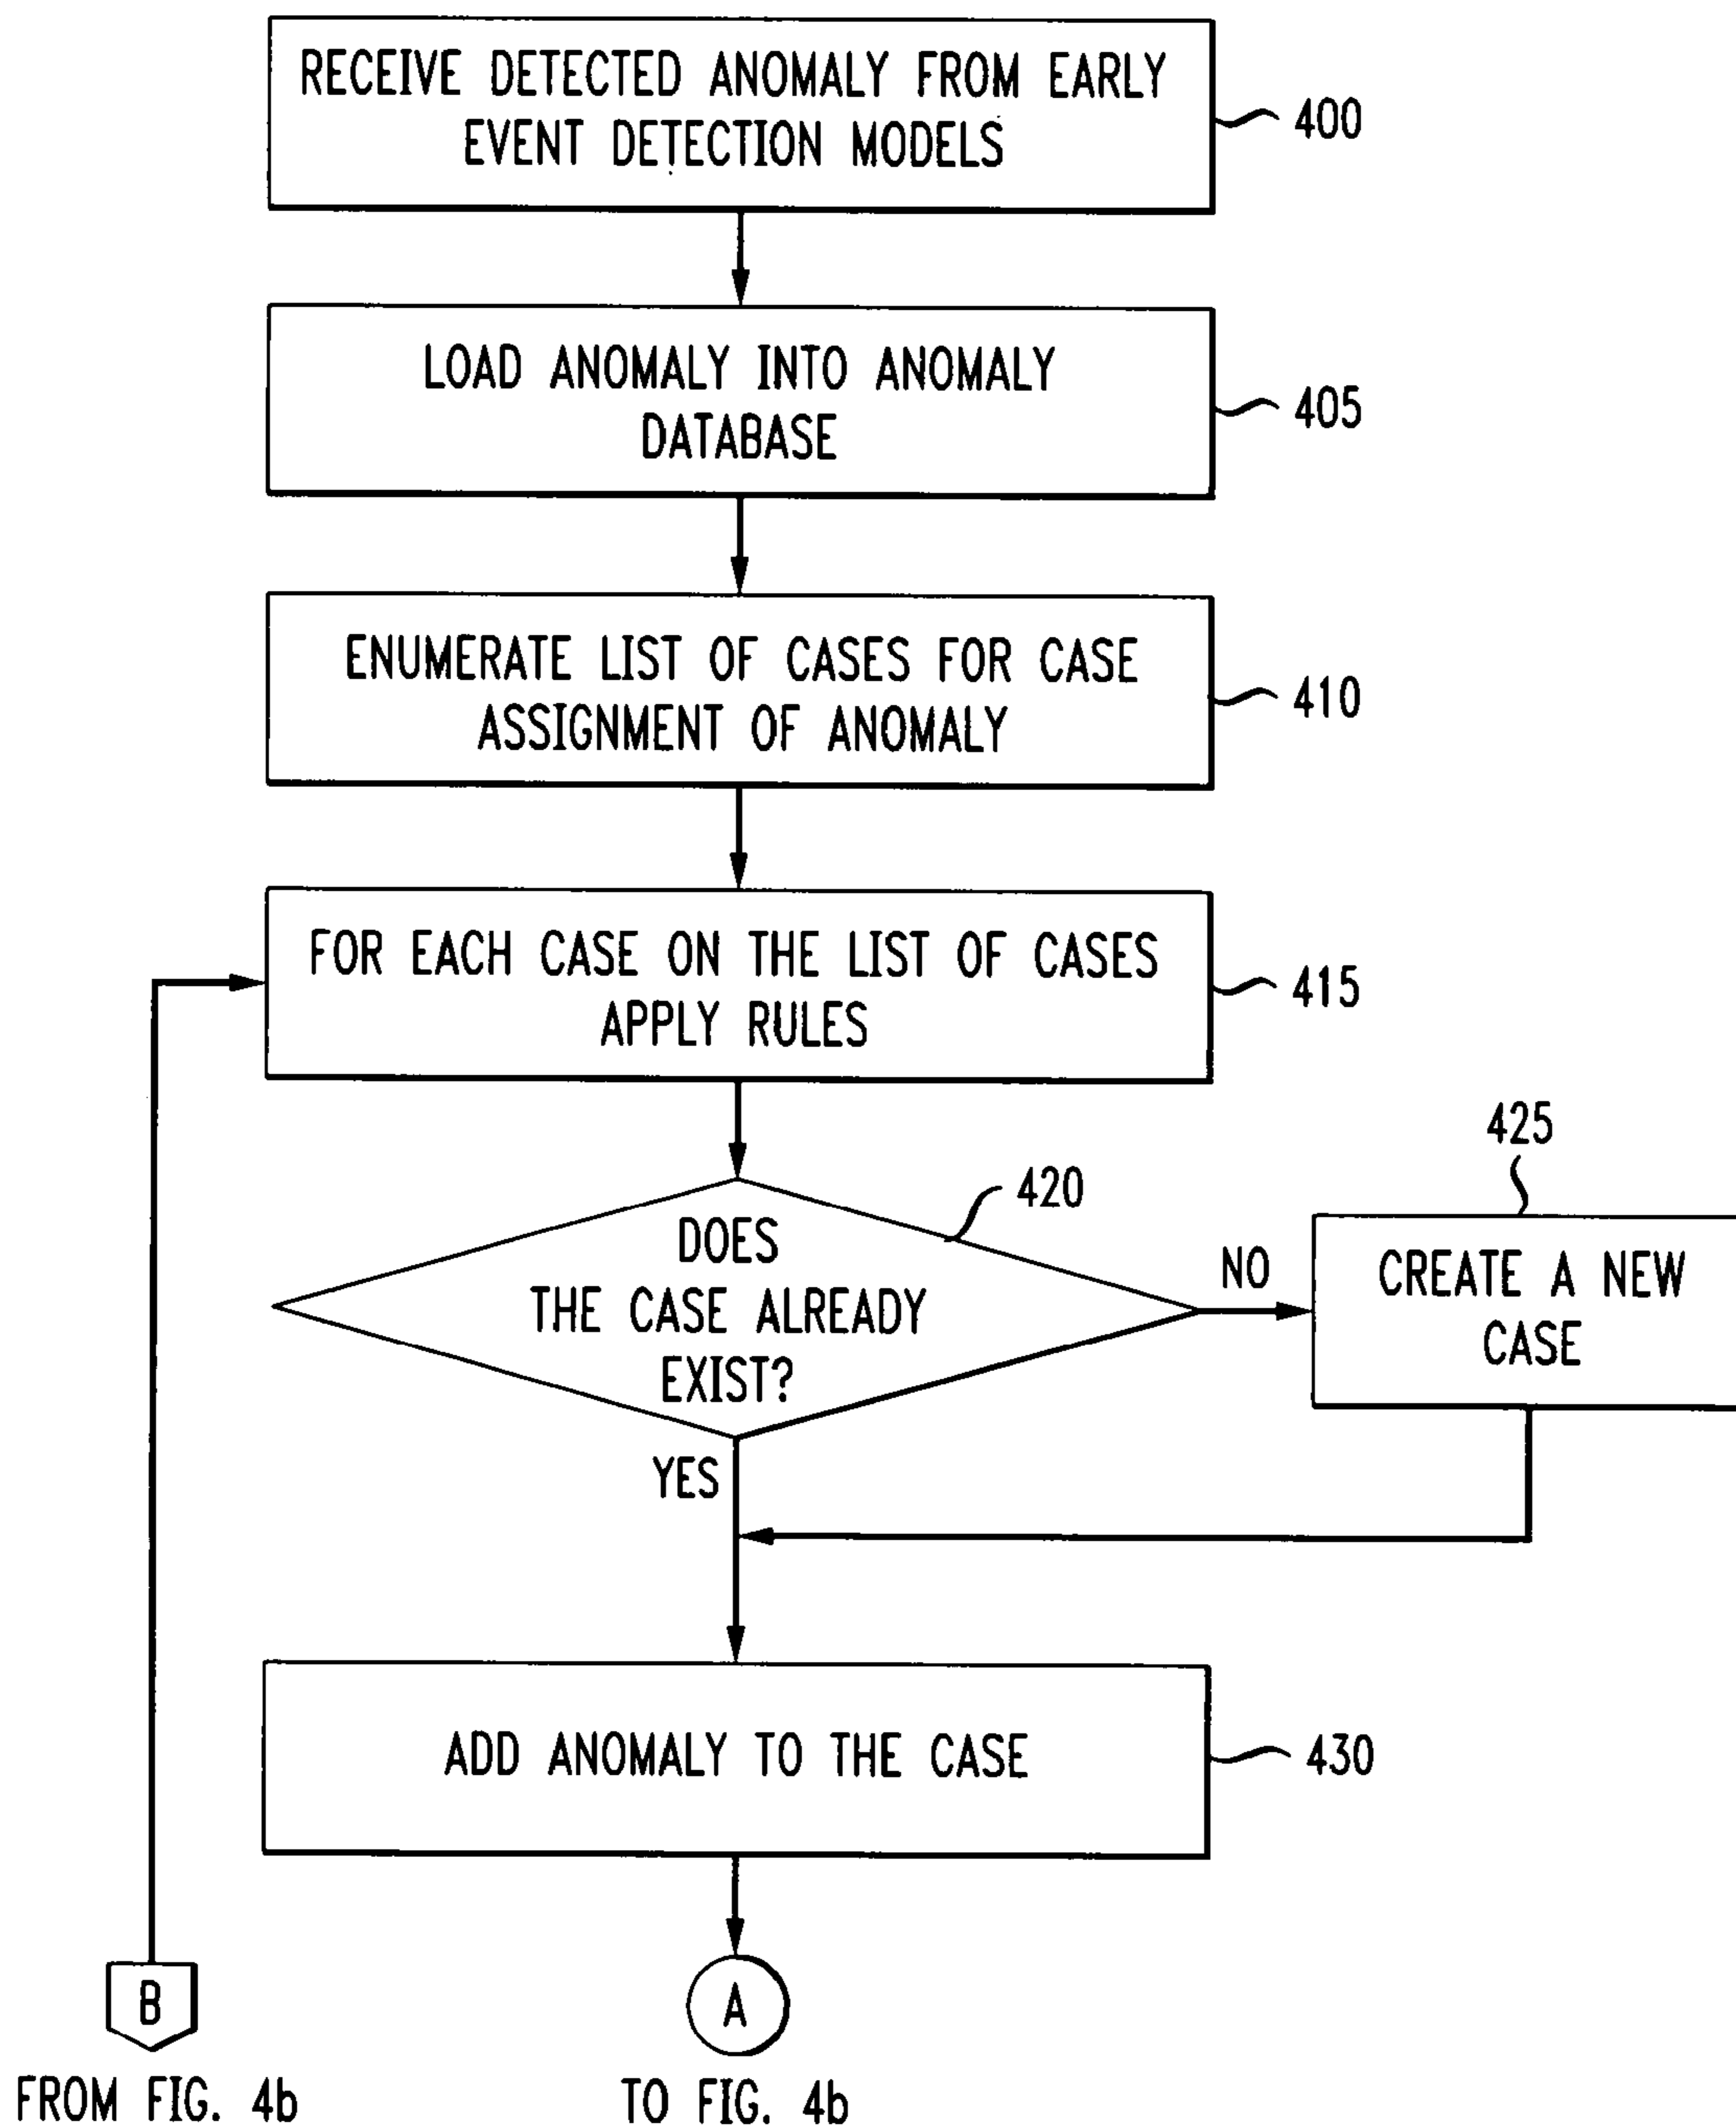 RECEIVE DETECTED ANOMALY FROM EARLY
EVENT DETECTION MODELS
400
LOAD ANOMALY INTO ANOMALY
DATABASE
405
ENUMERATE LIST OF CASES FOR CASE
ASSIGNMENT OF ANOMALY
410
FOR EACH CASE ON THE LIST OF CASES
APPLY RULES
415
420
DOES
THE CASE ALREADY
EXIST?
NO
425
CREATE A NEW
CASE
YES
ADD ANOMALY TO THE CASE
430
B
FROM FIG. 4b
A
TO FIG. 4b